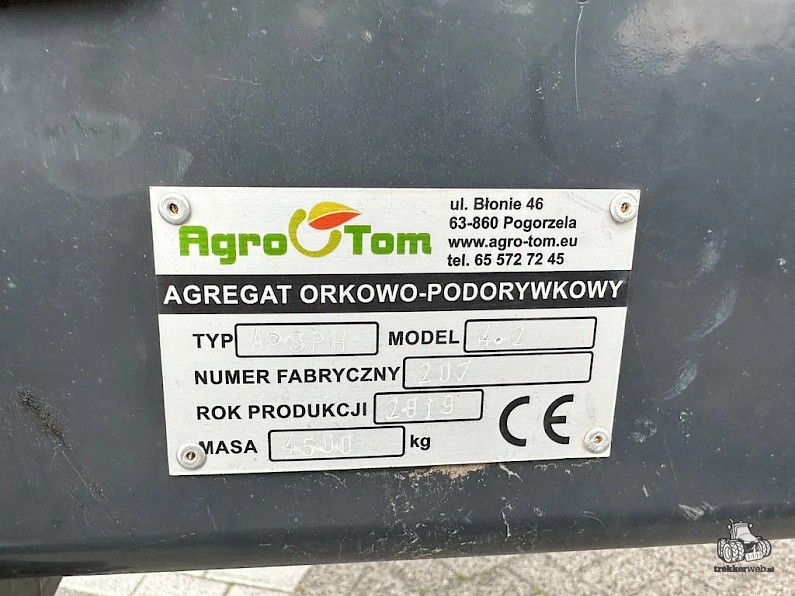 Agro Tom
ul. Błonie 46
63-860 Pogorzela
www.agro-tom.eu
tel. 65 572 72 45
AGREGAT ORKOWO-PODORYWKOWY
TYP APSPH MODEL 4.2
NUMER FABRYCZNY 207
ROK PRODUKCJI 2019
MASA 4500 kg
CE
trekkerweb.nl